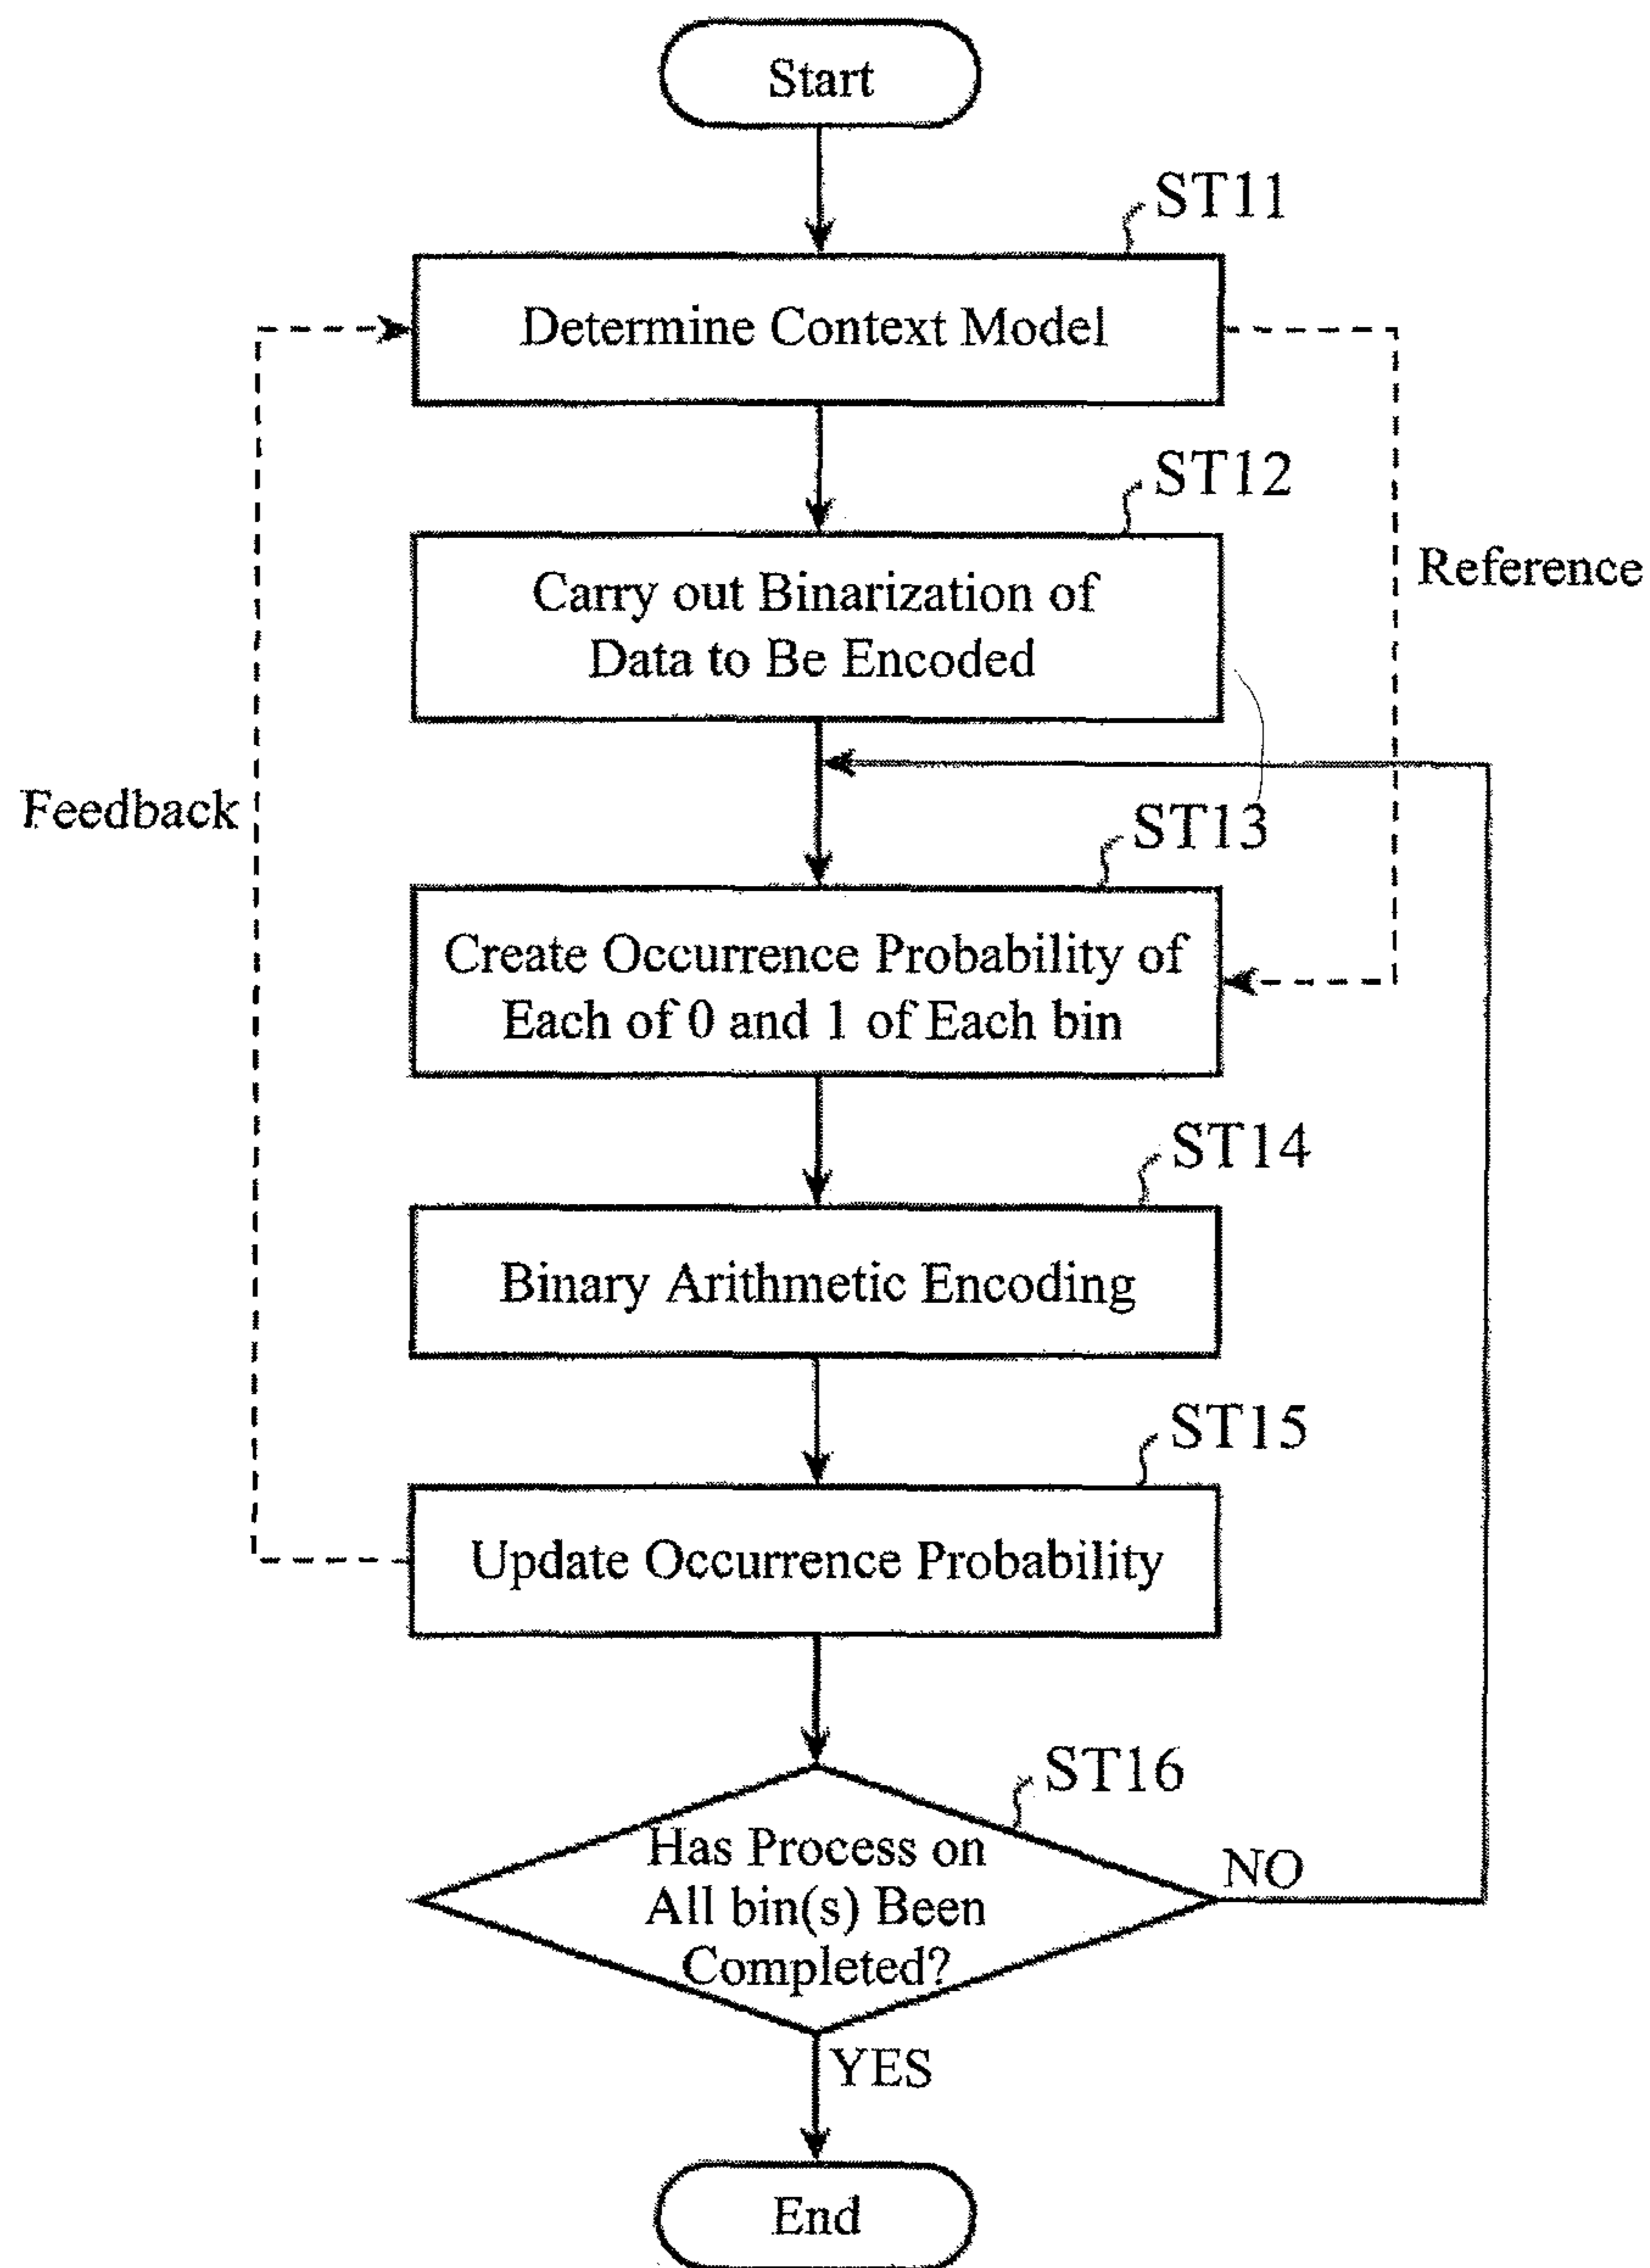 Start
ST11
Determine Context Model
ST12
Carry out Binarization of
Data to Be Encoded
Reference
Feedback
ST13
Create Occurrence Probability of
Each of 0 and 1 of Each bin
ST14
Binary Arithmetic Encoding
ST15
Update Occurrence Probability
ST16
Has Process on
All bin(s) Been
Completed?
NO
YES
End